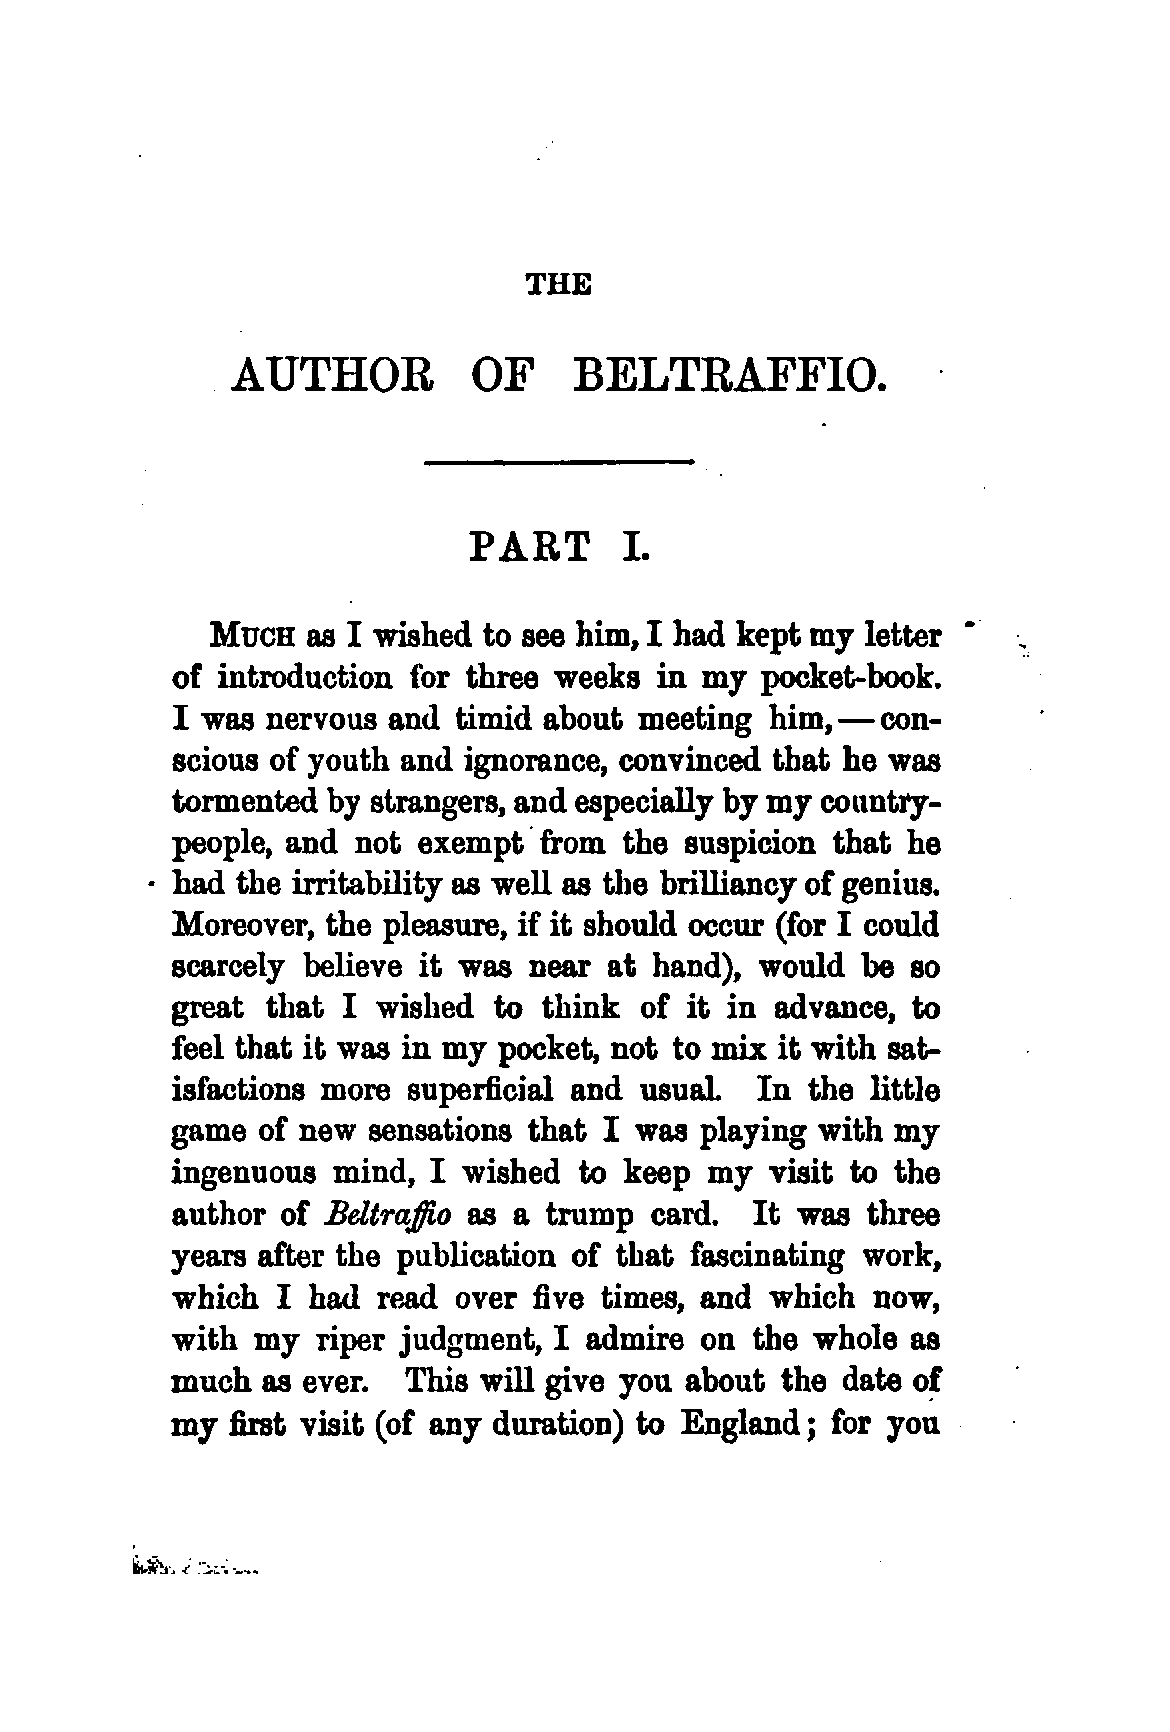 THE
AUTHOR OF BELTRAFFIO.
PART I.
MUCH as I wished to see him, I had kept my letter
of introduction for three weeks in my pocket-book.
I was nervous and timid about meeting him,—con-
scious of youth and ignorance, convinced that he was
tormented by strangers, and especially by my country-
people, and not exempt from the suspicion that he
had the irritability as well as the brilliancy of genius.
Moreover, the pleasure, if it should occur (for I could
scarcely believe it was near at hand), would be so
great that I wished to think of it in advance, to
feel that it was in my pocket, not to mix it with sat-
isfactions more superficial and usual. In the little
game of new sensations that I was playing with my
ingenuous mind, I wished to keep my visit to the
author of Beltraffio as a trump card. It was three
years after the publication of that fascinating work,
which I had read over five times, and which now,
with my riper judgment, I admire on the whole as
much as ever. This will give you about the date of
my first visit (of any duration) to England; for you